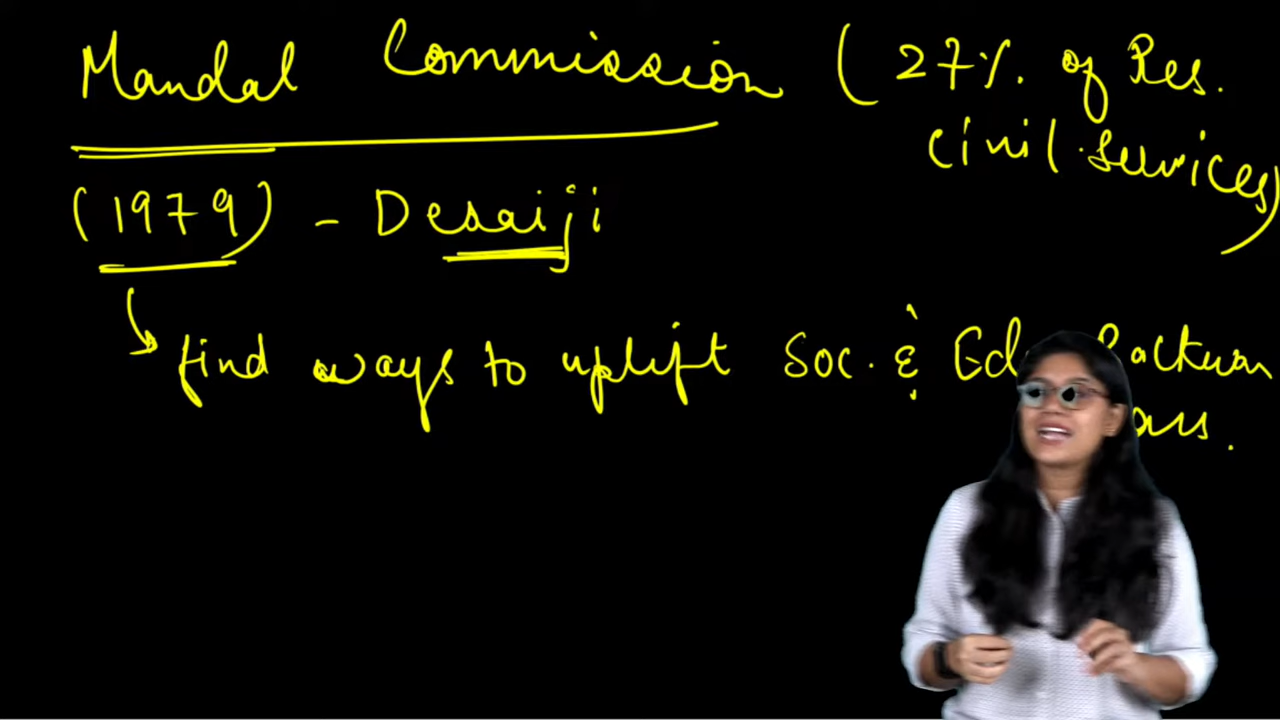 Mandal Commission (27% of Res.
Civil Services)
(1979) - Desaiji
find ways to uplift Soc. & Ed